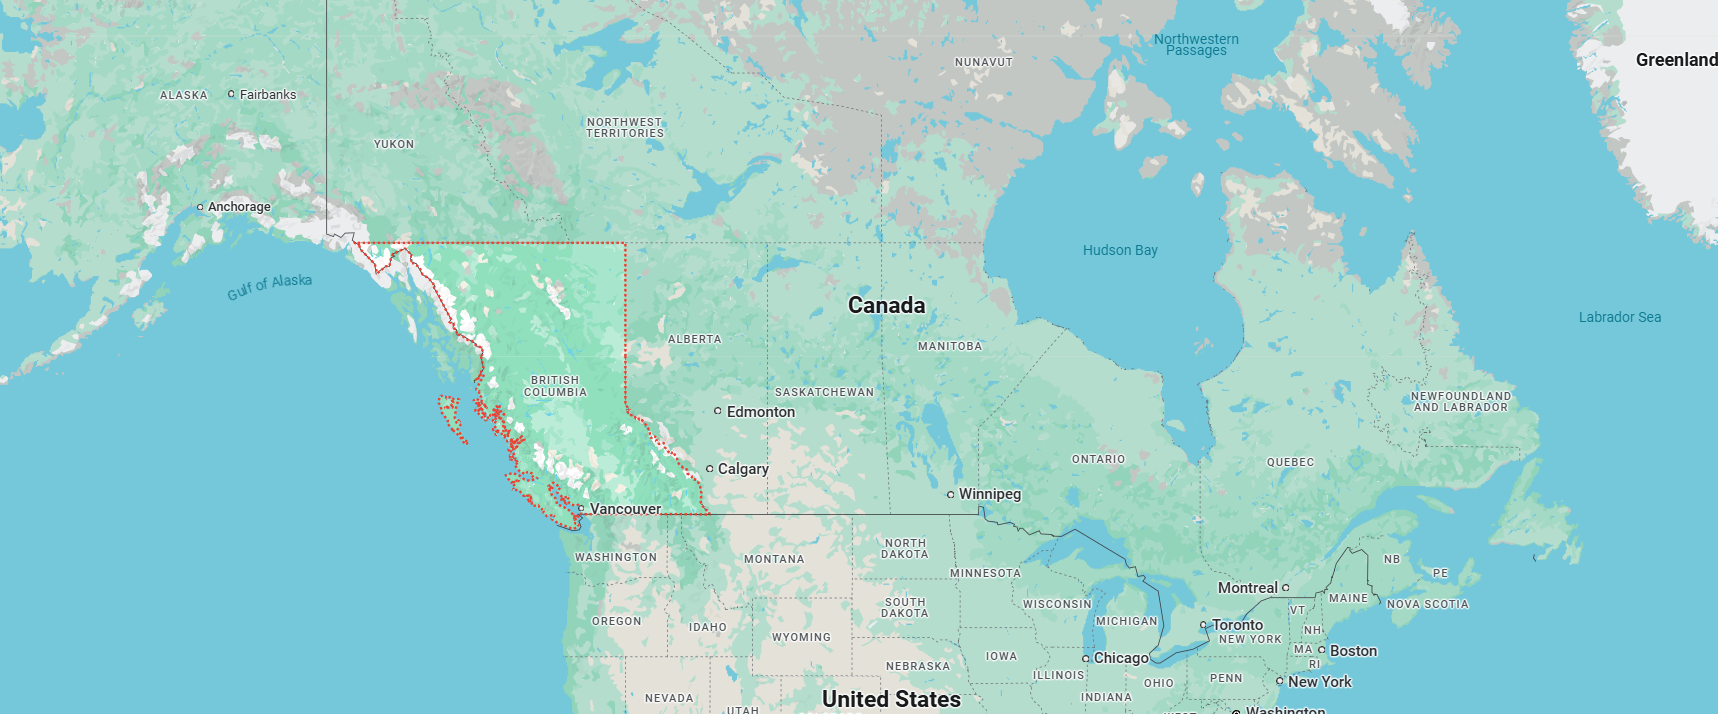 Northwestern
Passages
Greenland
NUNAVUT
ALASKA
Fairbanks
NORTHWEST
TERRITORIES
YUKON
Anchorage
Hudson Bay
Gulf of Alaska
Canada
Labrador Sea
ALBERTA
MANITOBA
BRITISH
COLUMBIA
SASKATCHEWAN
NEWFOUNDLAND
AND LABRADOR
Edmonton
ONTARIO
QUEBEC
Calgary
Winnipeg
Vancouver
WASHINGTON
MONTANA
NORTH
DAKOTA
MINNESOTA
NB
PE
Montreal
MAINE
NOVA SCOTIA
SOUTH
DAKOTA
WISCONSIN
VT
OREGON
IDAHO
MICHIGAN
Toronto
NH
WYOMING
NEW YORK
MA
Boston
RI
IOWA
Chicago
NEBRASKA
ILLINOIS
OHIO
PENN
New York
NEVADA
United States
INDIANA
UTAH
Washington
WEST